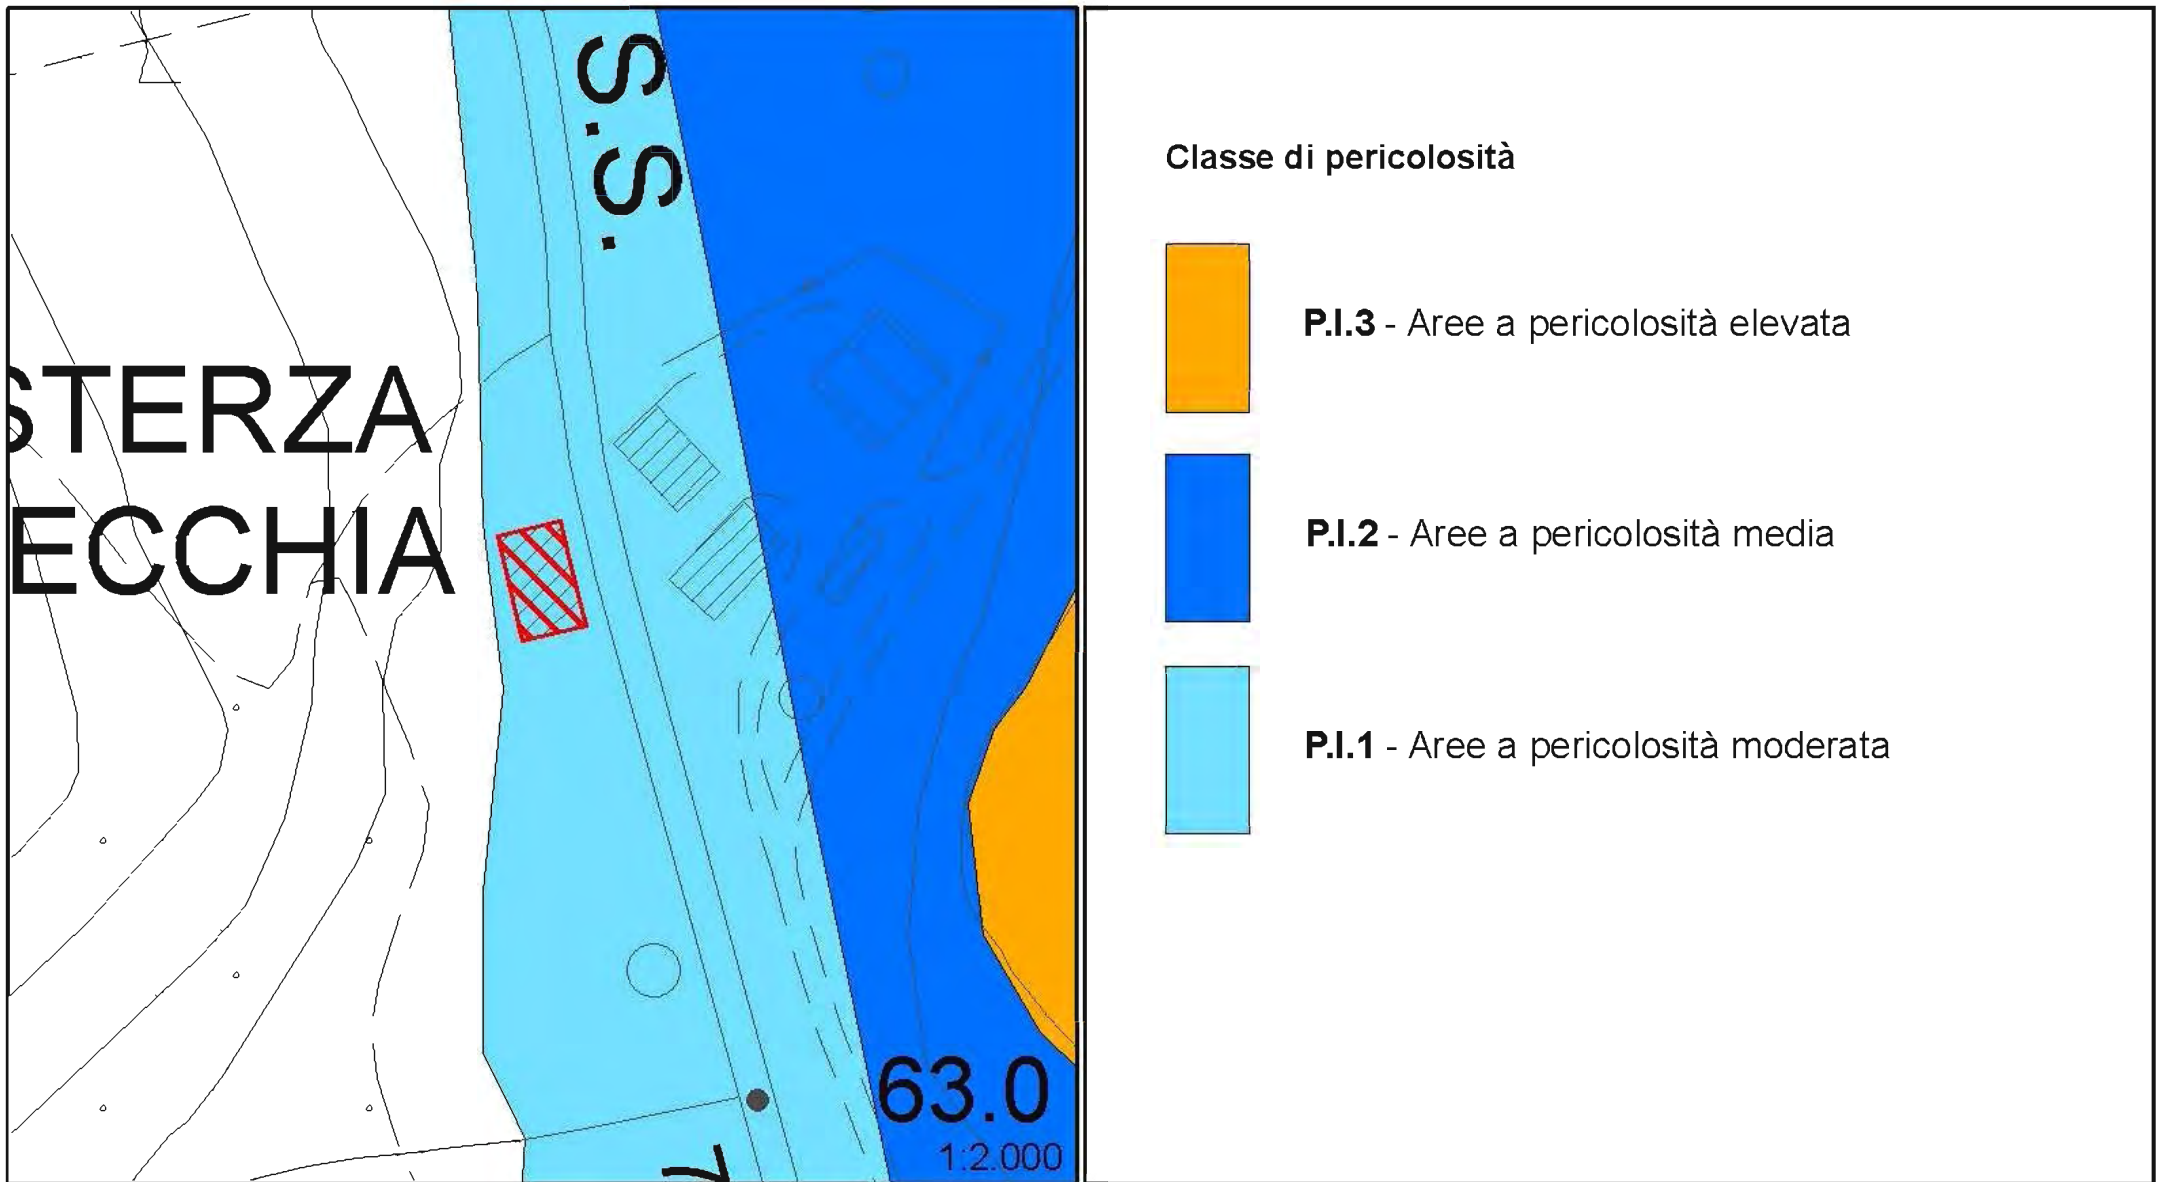 S.S.
STERZA
ECCHIA
63.0
1:2.000
7
Classe di pericolosità
P.I.3 - Aree a pericolosità elevata
P.I.2 - Aree a pericolosità media
P.I.1 - Aree a pericolosità moderata